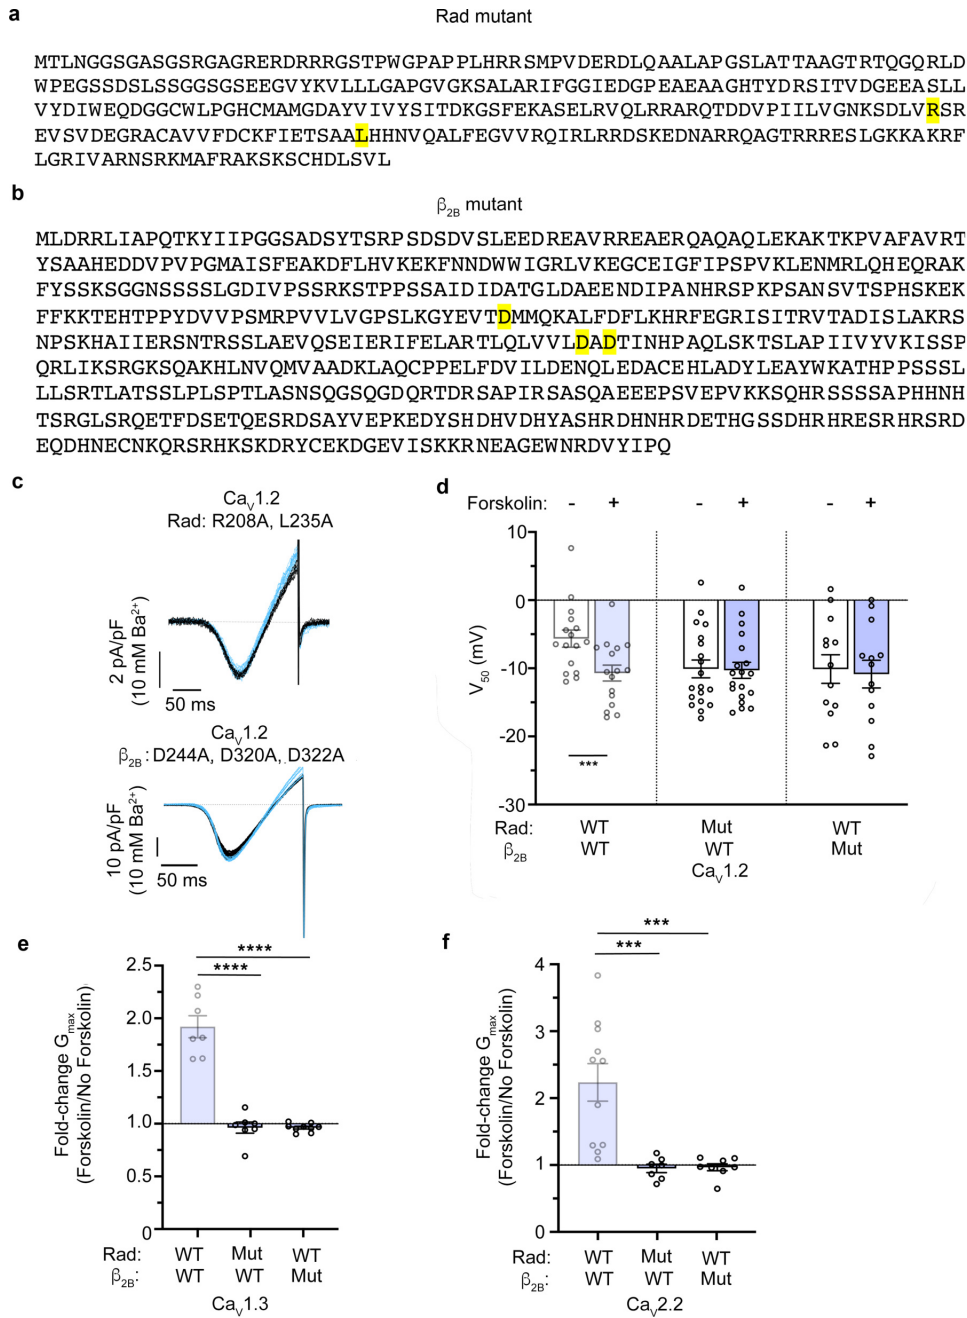 a
Rad mutant
MTLNGGSGASGSRGAGRERDRRRGSTPWGPAPPLHRRSMPVDERDLQAALAPGSLATTAAGTRTQGQRLD
WPEGSSDSLSSGGSGSEEGVYKVLLLGAPGVGKSALARIFGGIEDGPEAEAAGHTYDRSITVDGEEASLL
VYDIWEQDGGCWLPGHCMAMGDAYVIVYSITDKGSFEKASELRVQLRRARQTDDVPIILVGNKSDLVRSR
EVSVDEGRACAVVFDCKFIETSAALHHNVQALFEGVVRQIRLRRDSKEDNARRQAGTRRRESLGKKAKRF
LGRIVARNSRKMAFRAKSKSCHDLSVL
b
β2B mutant
MLDRRLIAPQTKYIIPGGSADSYTSRPSDSDVSLEEDREAVRREAERQAQAQLEKAKTKPVAFAVRT
YSAAHEDDVPVPGMAISFEAKDFLHVKEKFNNDWWIGRLVKEGCEIGFIPSPVKLENMRLQHEQRAK
FYSSKSGGNSSSSLGDIVPSSRKSTPPSSAIDIDATGLDAEENDIPANHRSPKPSANSVTSPHSKEK
FFKKTEHTPPYDVVPSMRPVVLVGPSLKGYEVTDMMQKALFDFLKHRFEGRISITRVTADISLAKRS
NPSKHAIIERSNTRSSLAEVQSEIERIFELARTLQLVVLDADTINHPAQLSKTSLAPIIVYVKISSP
QRLIKSRGKSQAKHLNVQMVAADKLAQCPPELFDVILDENQLEDACEHLADYLEAYWKATHPPSSSL
LLSRTLATSSLPLSPTLASNSQGSQGDQRTDRSAPIRSASQAEEEPSVEPVKKSQHRSSSSAPHHNH
TSRGLSRQETFDSETQESRDSAYVEPKEDYSHDHVDHYASHRDHNHRDETHGSSDHRHRESRHRSRD
EQDHNECNKQRSRHKSKDRYCEKDGEVISKKRNEAGEWNRDVYIPQ
c
CaV1.2
Rad: R208A, L235A
2 pA/pF
(10 mM Ba2+)
50 ms
CaV1.2
β2B: D244A, D320A, D322A
10 pA/pF
(10 mM Ba2+)
50 ms
d
Forskolin: - + - + - +
V50 (mV)
10
0
-10
-20
-30
***
Rad: WT Mut WT
β2B WT WT Mut
CaV1.2
e
Fold-change Gmax
(Forskolin/No Forskolin)
2.5
2.0
1.5
1.0
0.5
0
****
****
Rad: WT Mut WT
β2B: WT WT Mut
CaV1.3
f
Fold-change Gmax
(Forskolin/No Forskolin)
4
3
2
1
0
***
***
Rad: WT Mut WT
β2B: WT WT Mut
CaV2.2